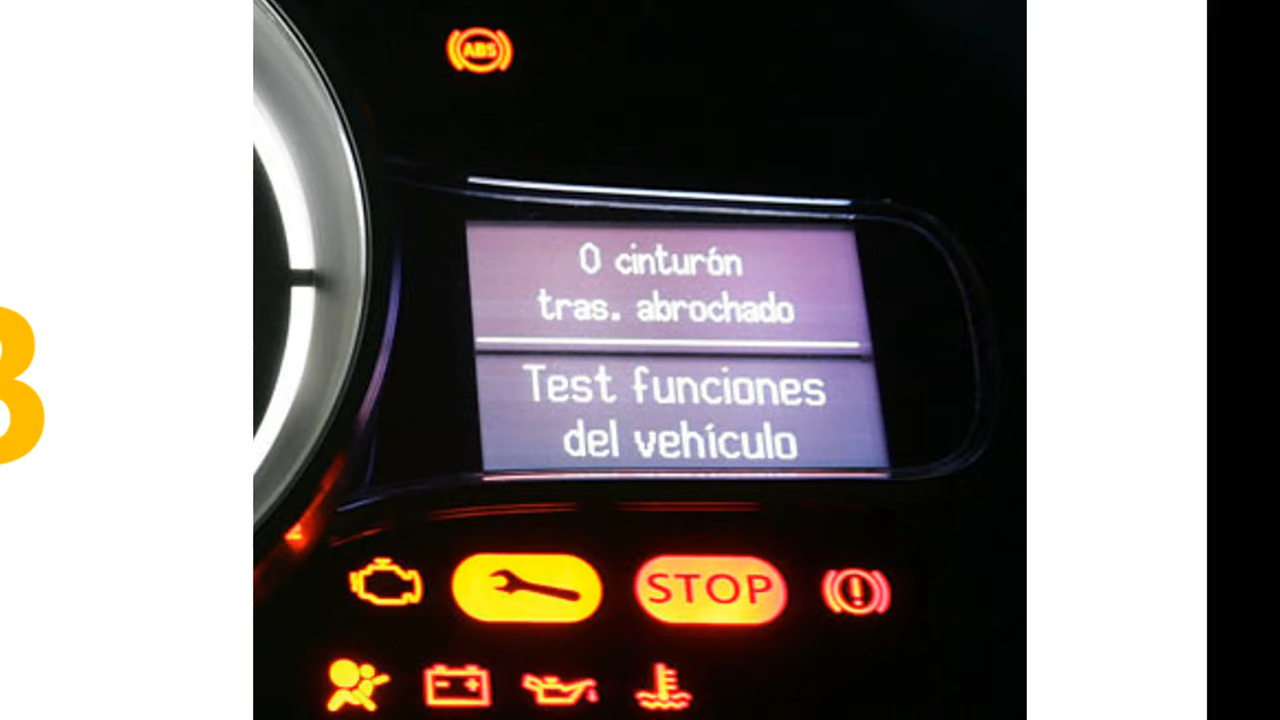 ABS
0 cinturón
tras. abrochado
Test funciones
del vehículo
STOP